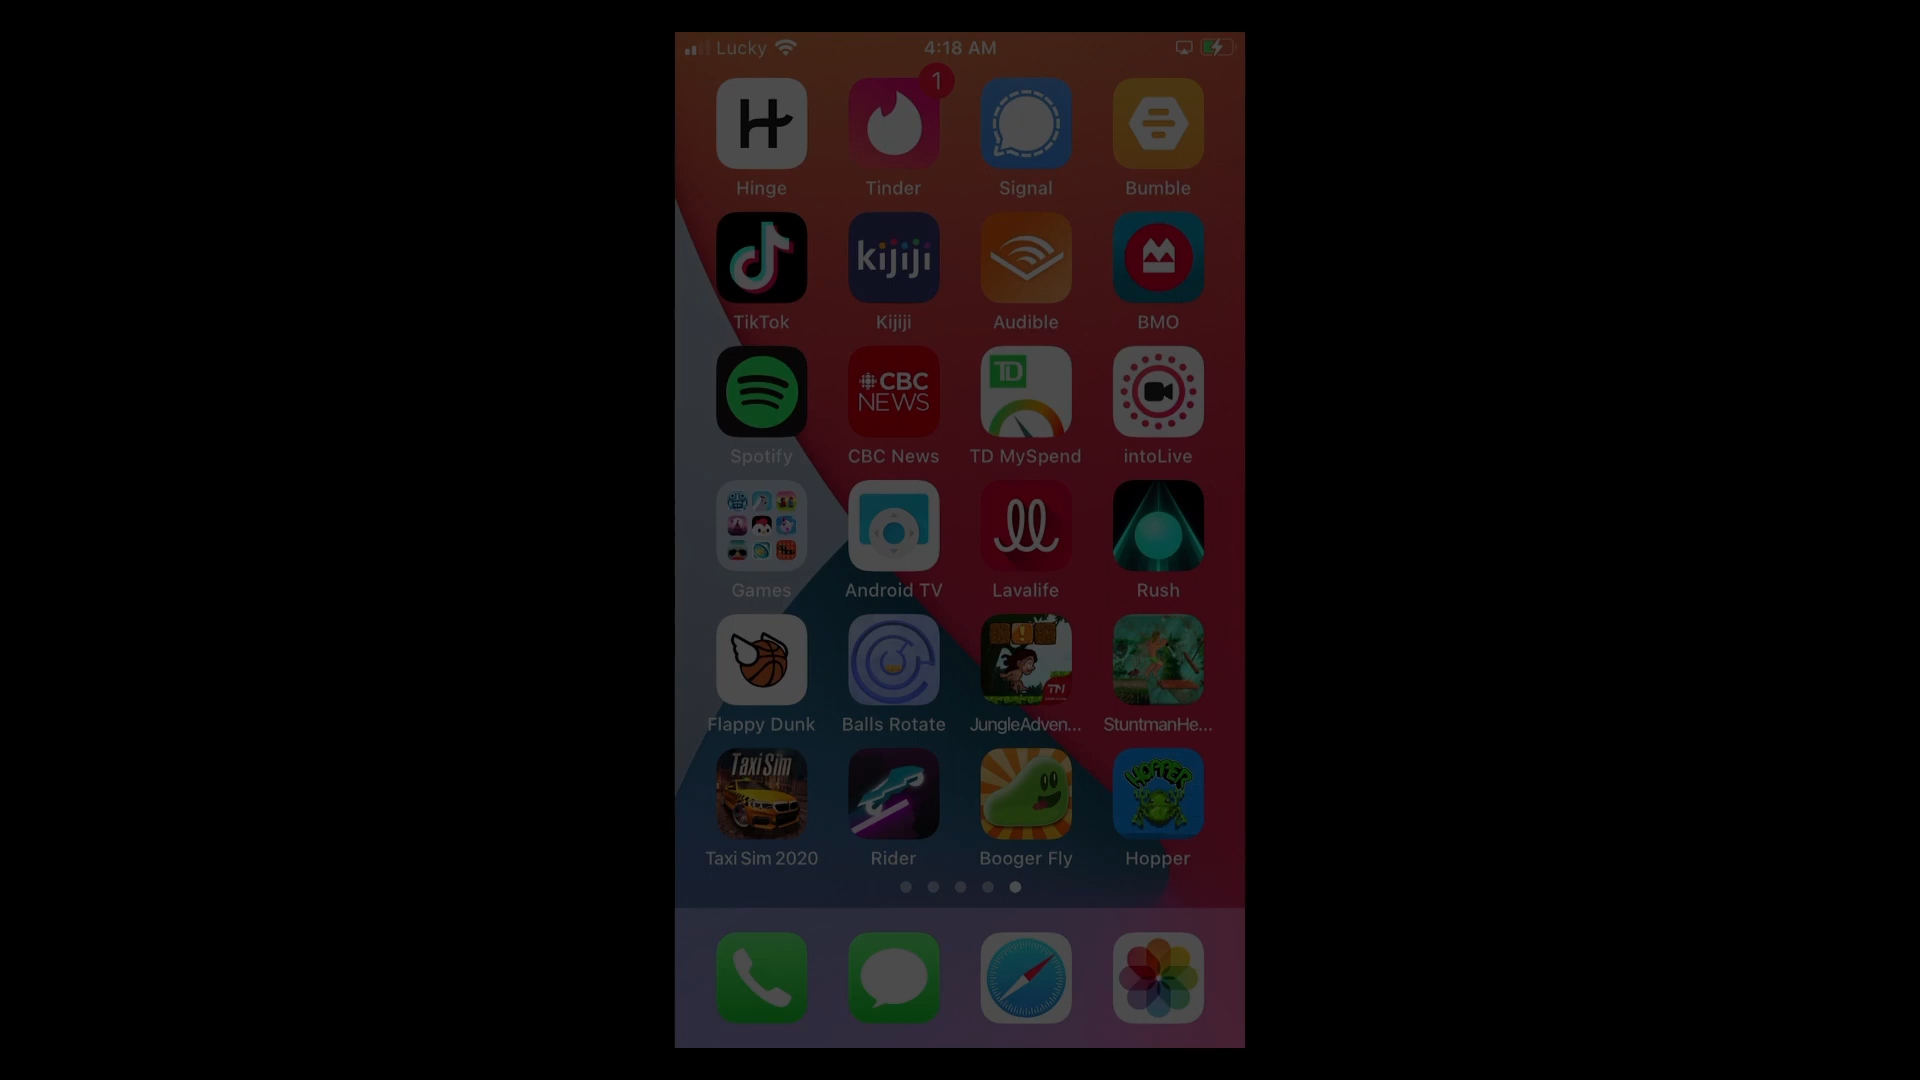 Lucky 4:18 AM
1
Hinge Tinder Signal Bumble
kijiji
TikTok Kijiji Audible BMO
CBC NEWS TD
Spotify CBC News TD MySpend intoLive
Games Android TV Lavalife Rush
Flappy Dunk Balls Rotate JungleAdven... StuntmanHe...
TaxiSim HOPPER
Taxi Sim 2020 Rider Booger Fly Hopper